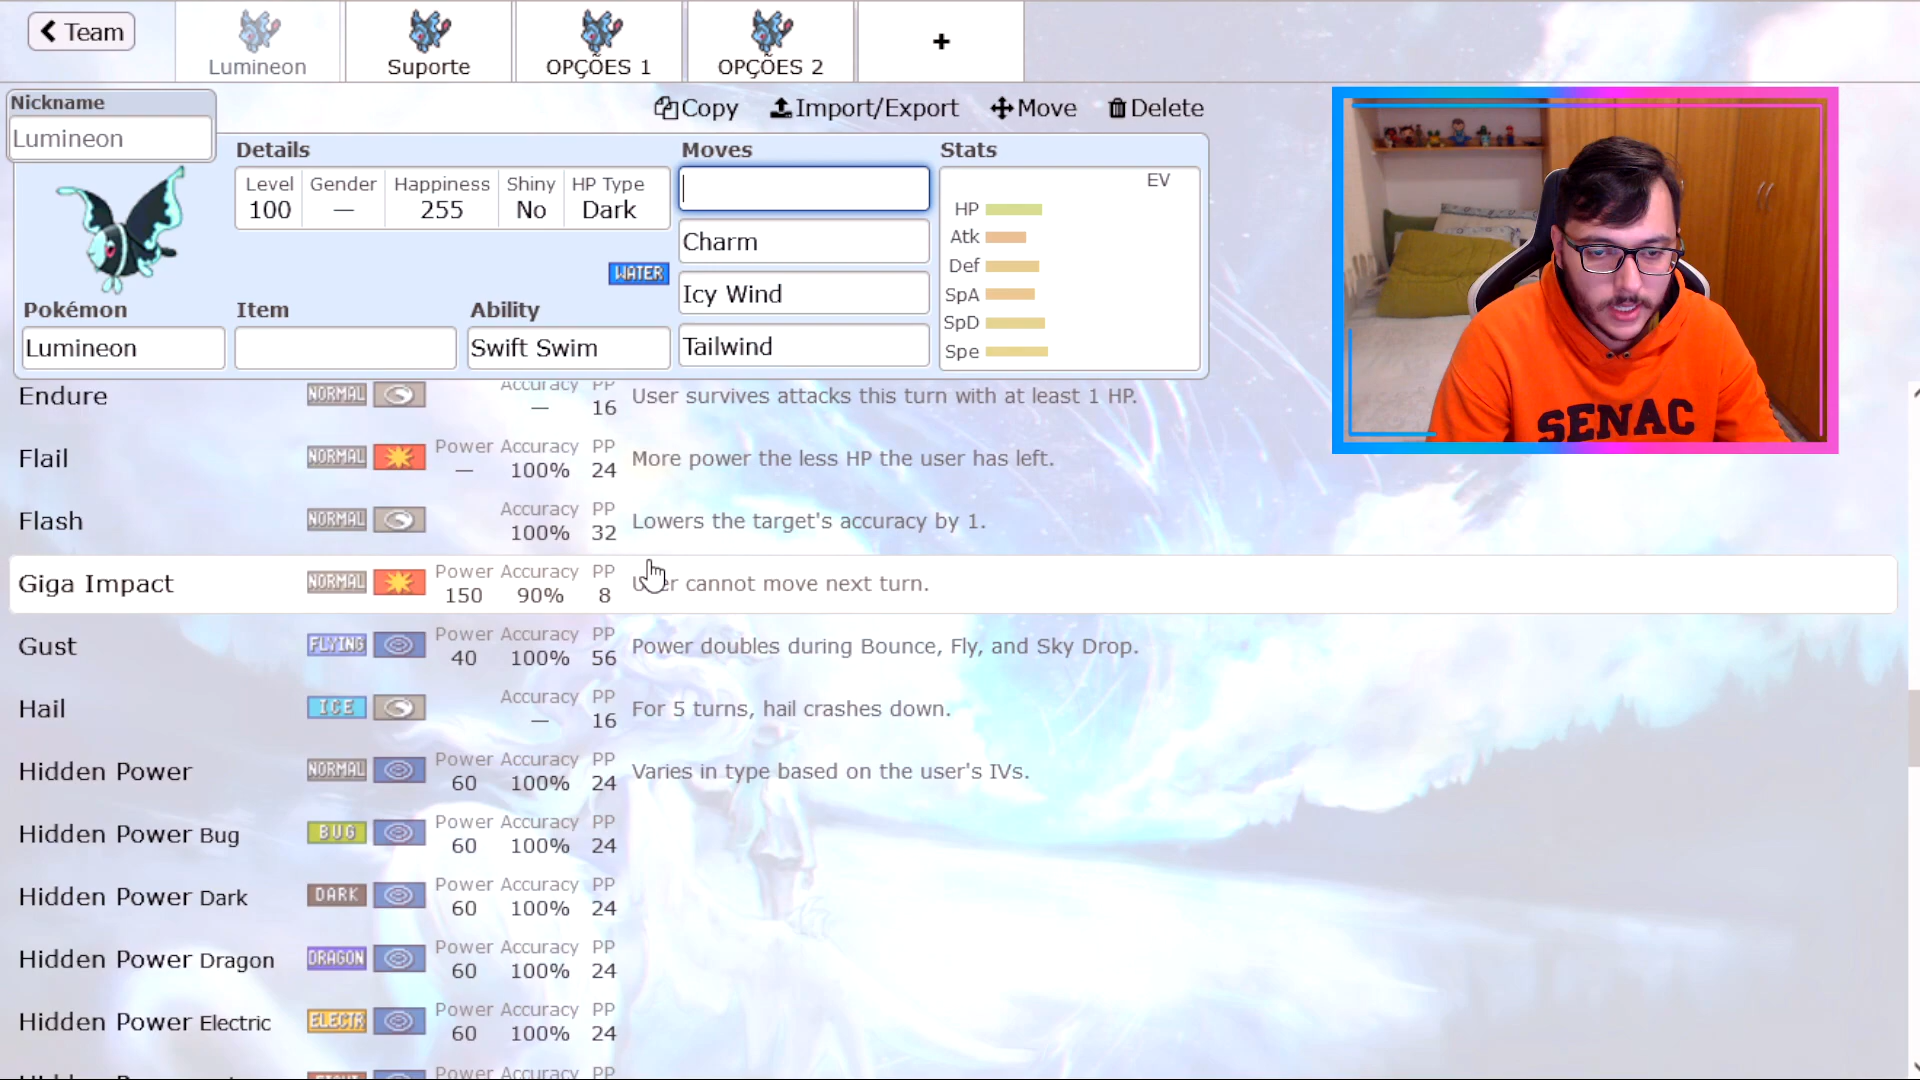 Team
Lumineon
Suporte
OPÇÕES 1
OPÇÕES 2
+
Nickname
Lumineon
Copy
Import/Export
Move
Delete
Details
Moves
Stats
Level
100
Gender
—
Happiness
255
Shiny
No
HP Type
Dark
WATER
Pokémon
Lumineon
Item
Ability
Swift Swim
Charm
Icy Wind
Tailwind
EV
HP
Atk
Def
SpA
SpD
Spe
SENAC
Endure NORMAL Accuracy — PP 16 User survives attacks this turn with at least 1 HP.
Flail NORMAL Power — Accuracy 100% PP 24 More power the less HP the user has left.
Flash NORMAL Accuracy 100% PP 32 Lowers the target's accuracy by 1.
Giga Impact NORMAL Power 150 Accuracy 90% PP 8 User cannot move next turn.
Gust FLYING Power 40 Accuracy 100% PP 56 Power doubles during Bounce, Fly, and Sky Drop.
Hail ICE Accuracy — PP 16 For 5 turns, hail crashes down.
Hidden Power NORMAL Power 60 Accuracy 100% PP 24 Varies in type based on the user's IVs.
Hidden Power Bug BUG Power 60 Accuracy 100% PP 24
Hidden Power Dark DARK Power 60 Accuracy 100% PP 24
Hidden Power Dragon DRAGON Power 60 Accuracy 100% PP 24
Hidden Power Electric ELECTR Power 60 Accuracy 100% PP 24
Power Accuracy PP